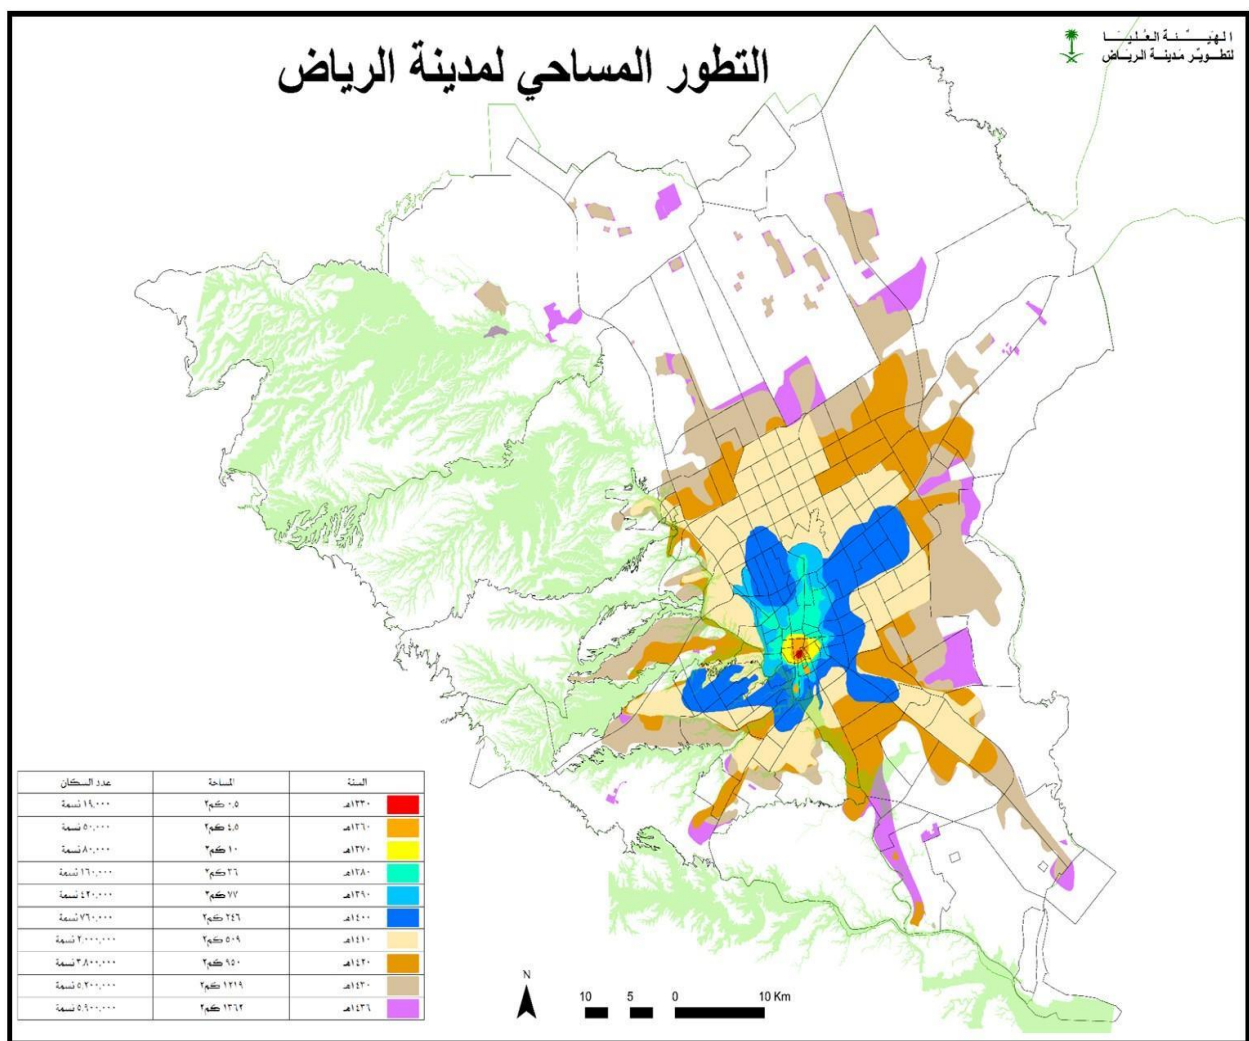 التطور المساحي لمدينة الرياض
الهيئة العليا
لتطوير مدينة الرياض
السنة المساحة عدد السكان
١٣٣٠هـ ٠,٥ كم٢ ١٩,٠٠٠ نسمة
١٣٦٠هـ ٤,٥ كم٢ ٥٠,٠٠٠ نسمة
١٣٧٠هـ ١٠ كم٢ ٨٠,٠٠٠ نسمة
١٣٨٠هـ ٣٦ كم٢ ١٦٠,٠٠٠ نسمة
١٣٩٠هـ ٧٧ كم٢ ٤٢٠,٠٠٠ نسمة
١٤٠٠هـ ٢٤٦ كم٢ ٧٦٠,٠٠٠ نسمة
١٤١٠هـ ٥٠٩ كم٢ ٢,٠٠٠,٠٠٠ نسمة
١٤٢٠هـ ٩٥٠ كم٢ ٣,٨٠٠,٠٠٠ نسمة
١٤٣٠هـ ١٢١٩ كم٢ ٥,٢٠٠,٠٠٠ نسمة
١٤٣٦هـ ١٣٦٢ كم٢ ٥,٩٠٠,٠٠٠ نسمة
N
10 5 0 10 Km